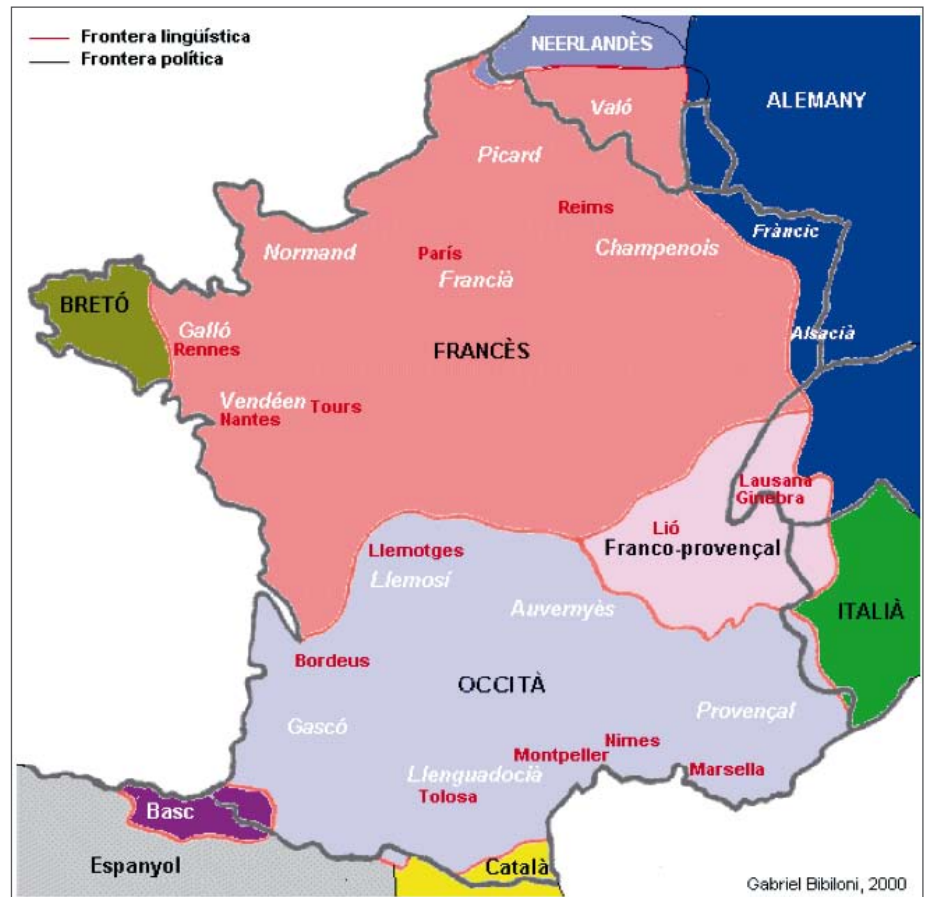 Frontera lingüística
Frontera política
NEERLANDÈS
ALEMANY
Való
Picard
Reims
Fràncic
Normand
París
Champenois
Francià
BRETÓ
Galló
Rennes
Alsacià
FRANCÈS
Vendéen
Tours
Nantes
Lausana
Ginebra
Lió
Franco-provençal
Llemotges
Llemosí
Auvernyès
ITALIÀ
Bordeus
OCCITÀ
Provençal
Gascó
Nimes
Montpeller
Marsella
Llenguadocià
Tolosa
Basc
Espanyol
Català
Gabriel Bibiloni, 2000